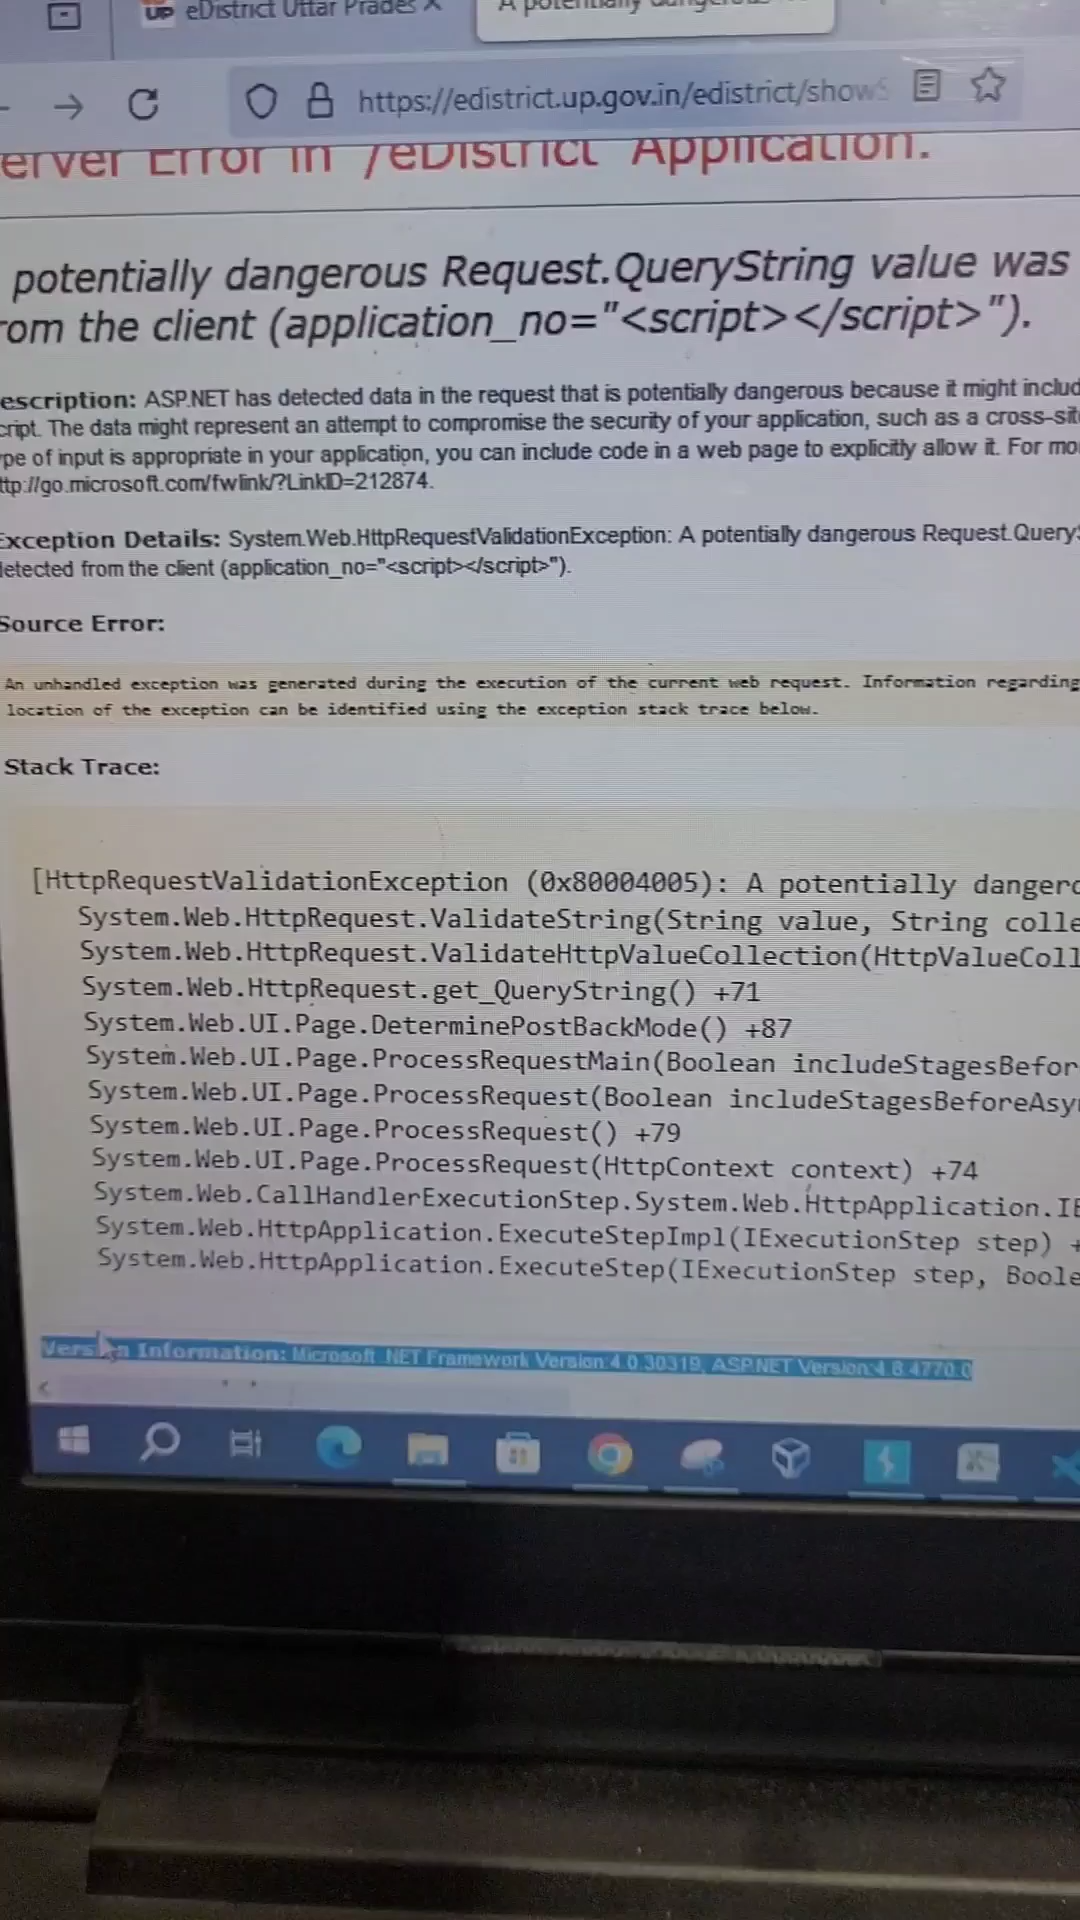 UP eDistrict Uttar Prades ×
A potentially dangerous
https://edistrict.up.gov.in/edistrict/showS
erver Error in '/eDistrict' Application.
potentially dangerous Request.QueryString value was
rom the client (application_no="<script></script>").
escription: ASP.NET has detected data in the request that is potentially dangerous because it might includ
cript. The data might represent an attempt to compromise the security of your application, such as a cross-sit
ype of input is appropriate in your application, you can include code in a web page to explicitly allow it. For mo
ttp://go.microsoft.com/fwlink/?LinkID=212874.
Exception Details: System.Web.HttpRequestValidationException: A potentially dangerous Request.QueryS
detected from the client (application_no="<script></script>").
Source Error:
An unhandled exception was generated during the execution of the current web request. Information regarding
location of the exception can be identified using the exception stack trace below.
Stack Trace:
[HttpRequestValidationException (0x80004005): A potentially dangero
System.Web.HttpRequest.ValidateString(String value, String colle
System.Web.HttpRequest.ValidateHttpValueCollection(HttpValueColl
System.Web.HttpRequest.get_QueryString() +71
System.Web.UI.Page.DeterminePostBackMode() +87
System.Web.UI.Page.ProcessRequestMain(Boolean includeStagesBefor
System.Web.UI.Page.ProcessRequest(Boolean includeStagesBeforeAsy
System.Web.UI.Page.ProcessRequest() +79
System.Web.UI.Page.ProcessRequest(HttpContext context) +74
System.Web.CallHandlerExecutionStep.System.Web.HttpApplication.IE
System.Web.HttpApplication.ExecuteStepImpl(IExecutionStep step) +
System.Web.HttpApplication.ExecuteStep(IExecutionStep step, Boole
Version Information: Microsoft .NET Framework Version:4.0.30319; ASP.NET Version:4.8.4770.0